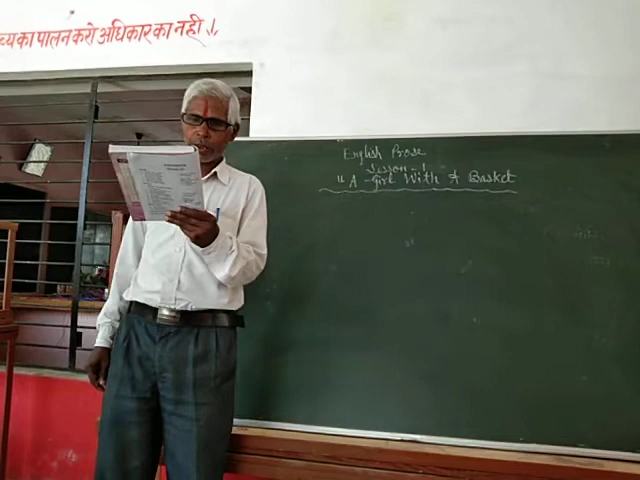 का पालन करो अधिकार का नहीं !!
English Prose
Lesson - 1
" A - Girl With A Basket